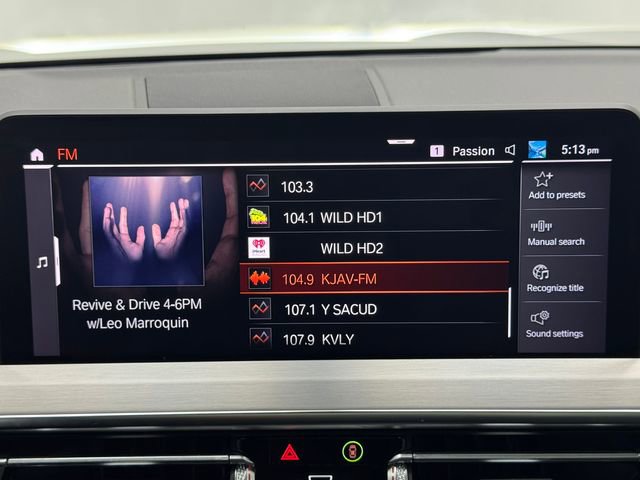 FM
1 Passion 5:13 pm
Revive & Drive 4-6PM
w/Leo Marroquin
103.3
104.1 WILD HD1
WILD HD2
104.9 KJAV-FM
107.1 Y SACUD
107.9 KVLY
Add to presets
Manual search
Recognize title
Sound settings